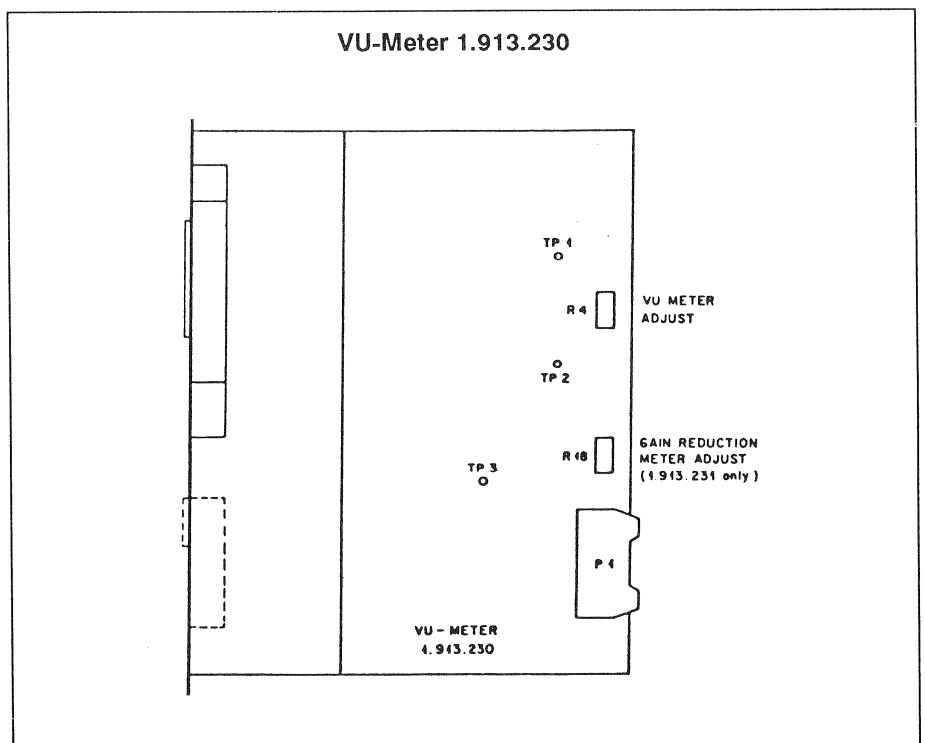 VU-Meter 1.913.230
TP 1
R 4
VU METER
ADJUST
TP 2
R 18
GAIN REDUCTION
METER ADJUST
(1.913.231 only)
TP 3
P 1
VU - METER
1.913.230